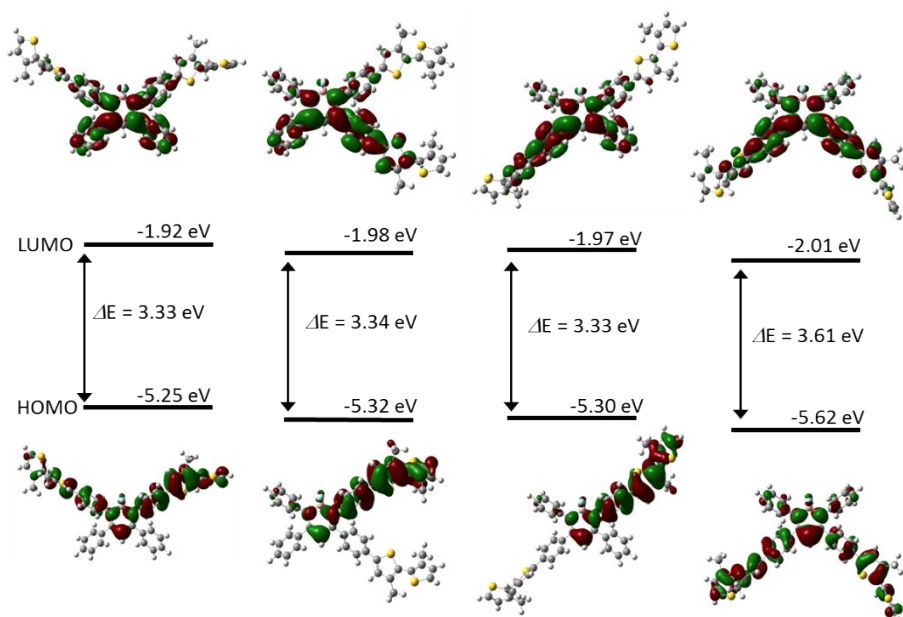 LUMO
-1.92 eV
-1.98 eV
-1.97 eV
-2.01 eV
ΔE = 3.33 eV
ΔE = 3.34 eV
ΔE = 3.33 eV
ΔE = 3.61 eV
HOMO
-5.25 eV
-5.32 eV
-5.30 eV
-5.62 eV